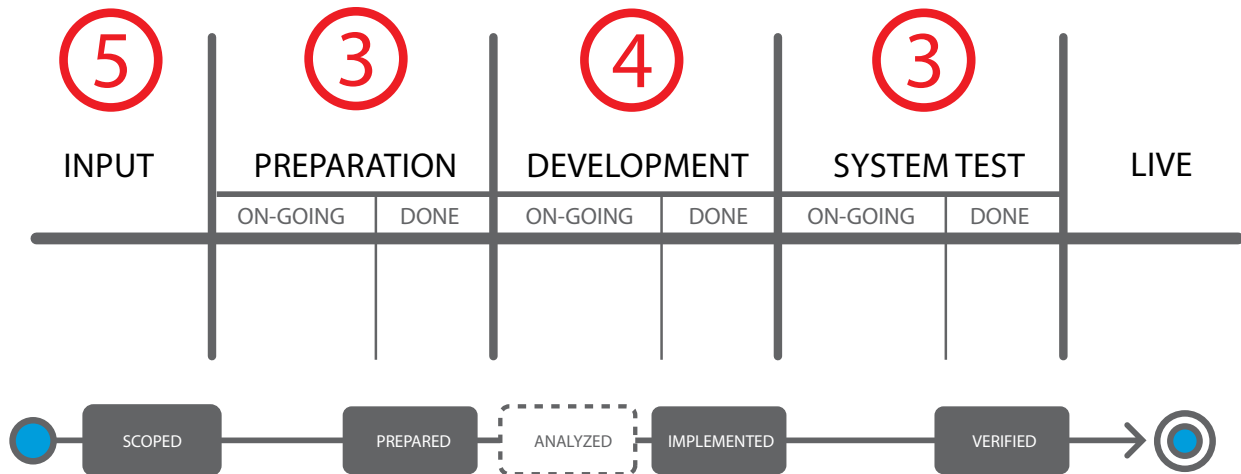 5
3
4
3
INPUT
PREPARATION
DEVELOPMENT
SYSTEM TEST
LIVE
ON-GOING
DONE
ON-GOING
DONE
ON-GOING
DONE
SCOPED
PREPARED
ANALYZED
IMPLEMENTED
VERIFIED